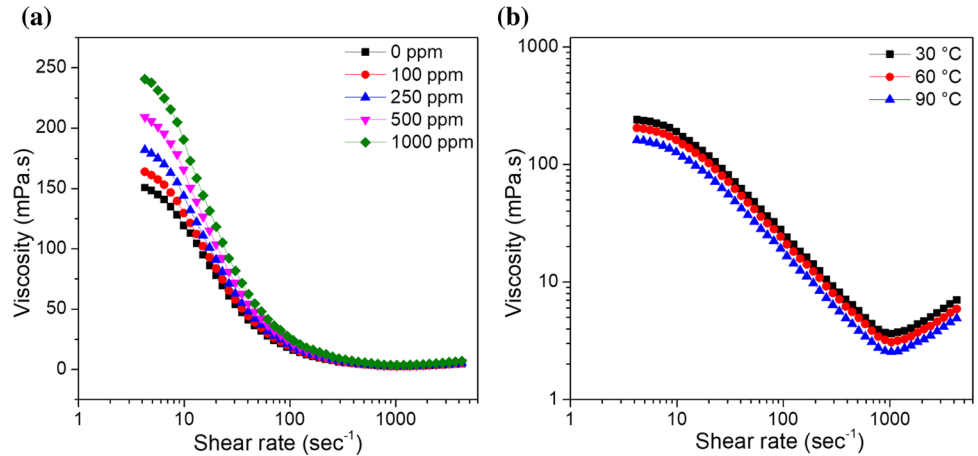 (a)
Viscosity (mPa.s)
250
200
150
100
50
0
1 10 100 1000
Shear rate (sec⁻¹)
0 ppm
100 ppm
250 ppm
500 ppm
1000 ppm
(b)
Viscosity (mPa.s)
1000
100
10
1
1 10 100 1000
Shear rate (sec⁻¹)
30 °C
60 °C
90 °C